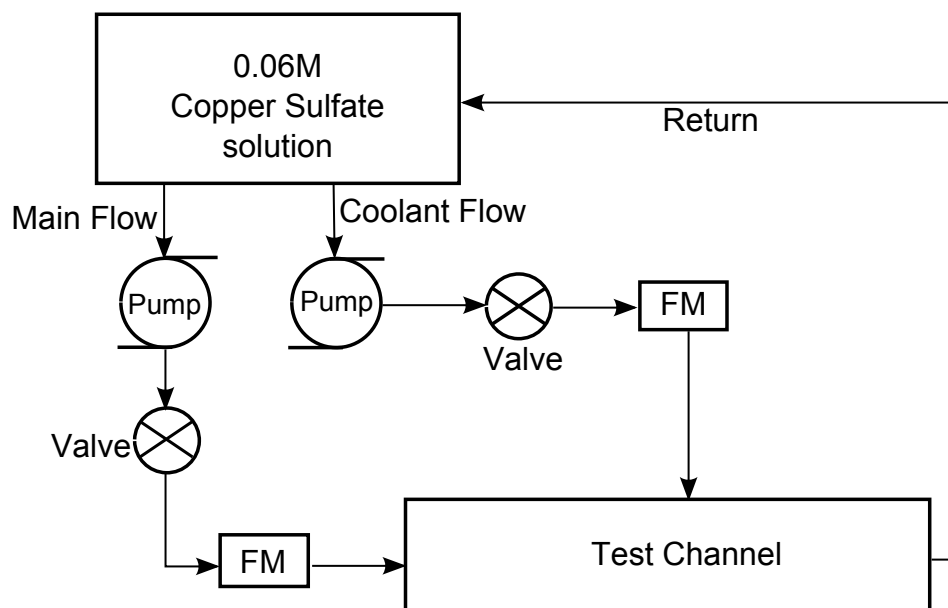 0.06M
Copper Sulfate
solution
Return
Main Flow
Coolant Flow
Pump
Pump
FM
Valve
Valve
FM
Test Channel